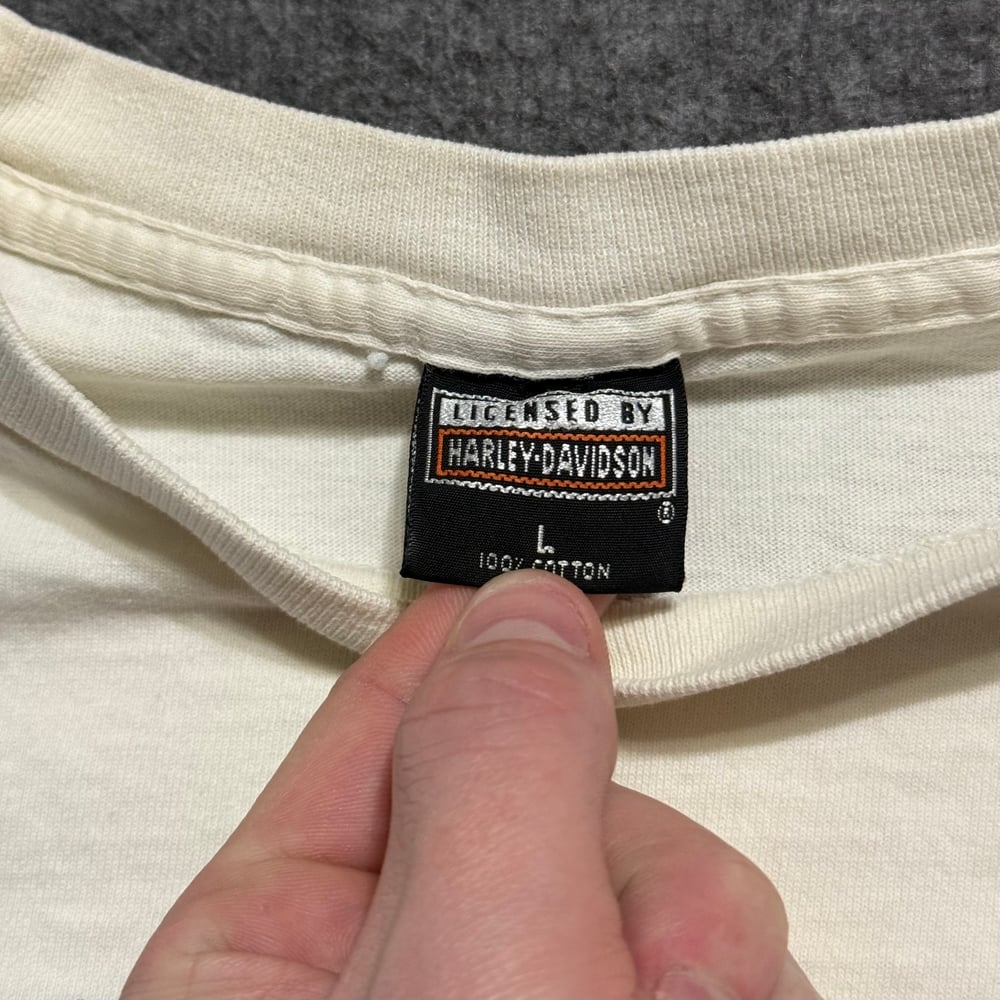 LICENSED BY
HARLEY-DAVIDSON
®
L
100% COTTON